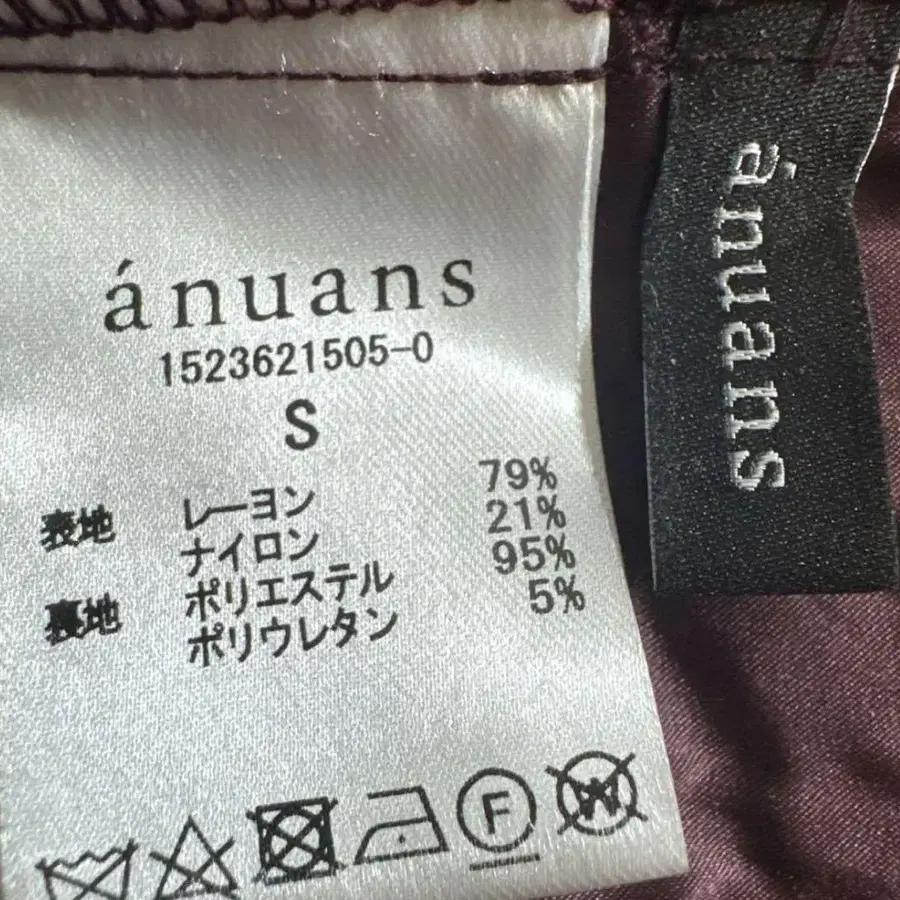 ánuans
1523621505-0
S
表地 レーヨン 79%
ナイロン 21%
裏地 ポリエステル 95%
ポリウレタン 5%
F
W
ánuans